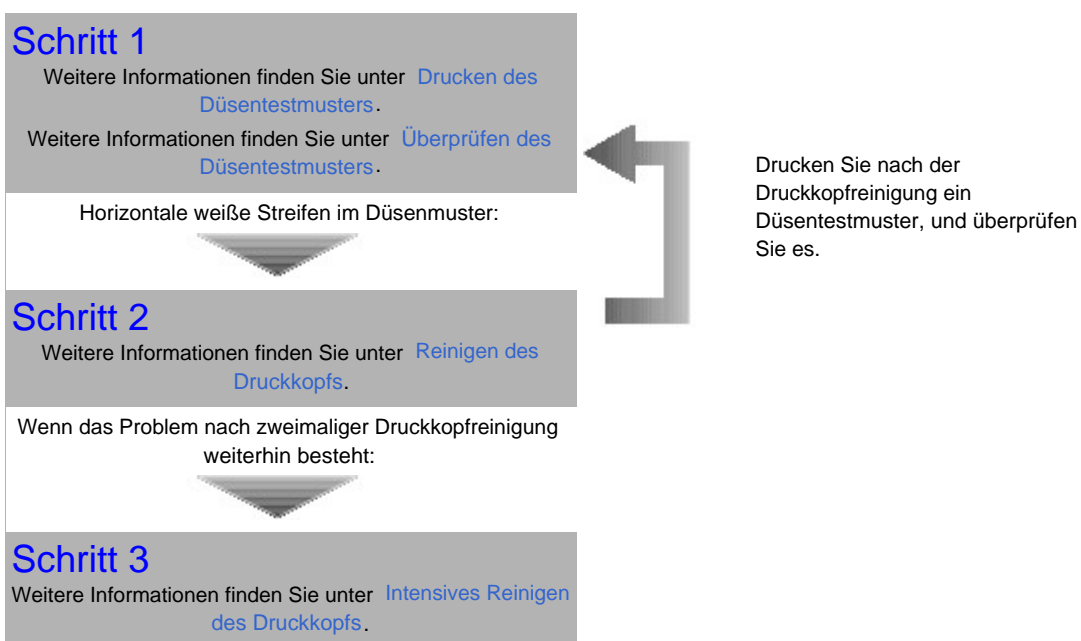 Schritt 1
Weitere Informationen finden Sie unter Drucken des
Düsentestmusters.
Weitere Informationen finden Sie unter Überprüfen des
Düsentestmusters.
Horizontale weiße Streifen im Düsenmuster:
Schritt 2
Weitere Informationen finden Sie unter Reinigen des
Druckkopfs.
Wenn das Problem nach zweimaliger Druckkopfreinigung
weiterhin besteht:
Schritt 3
Weitere Informationen finden Sie unter Intensives Reinigen
des Druckkopfs.
Drucken Sie nach der
Druckkopfreinigung ein
Düsentestmuster, und überprüfen
Sie es.